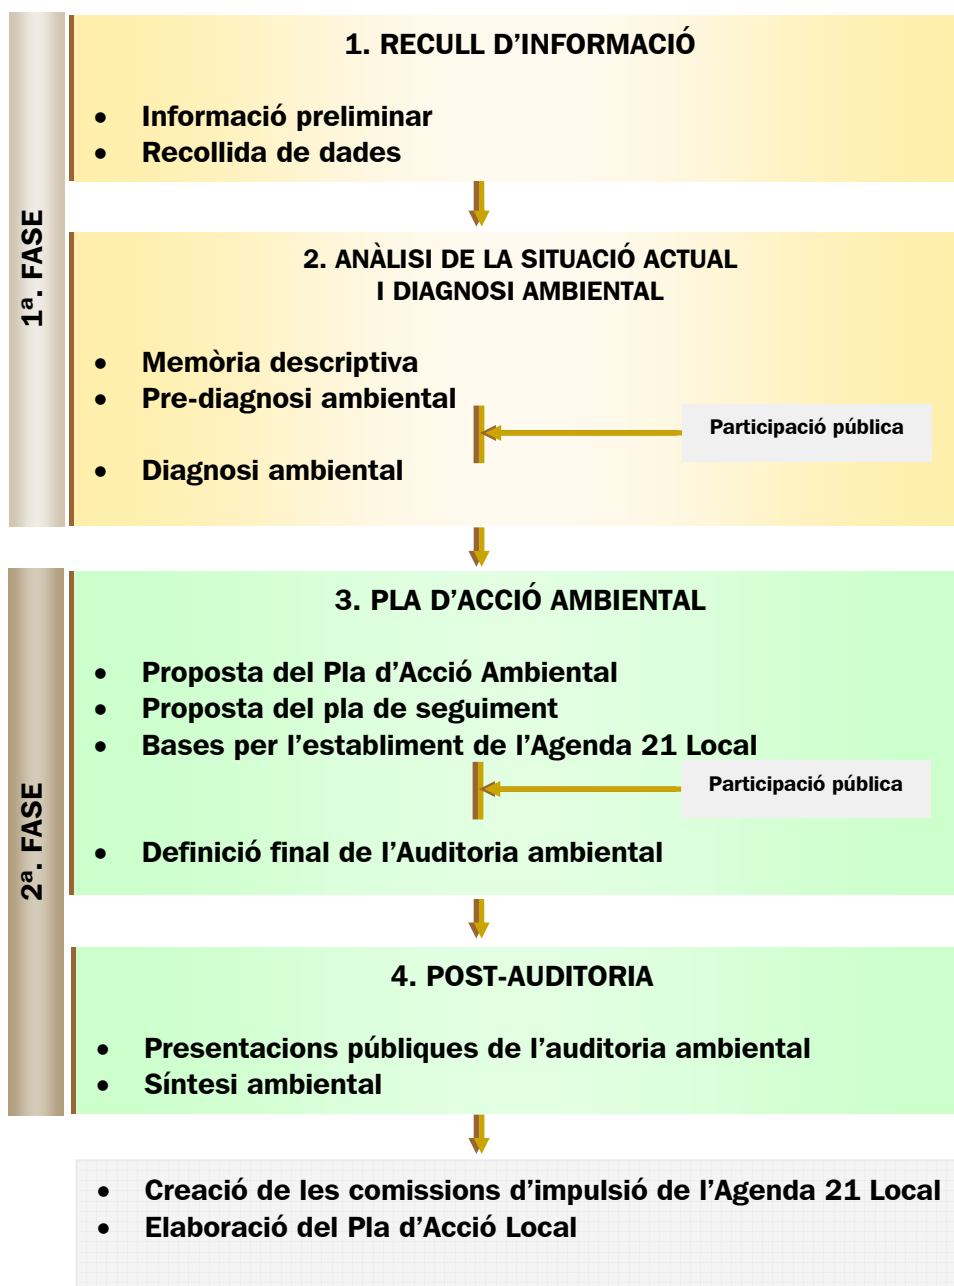 1ª. FASE
1. RECULL D’INFORMACIÓ
• Informació preliminar
• Recollida de dades
2. ANÀLISI DE LA SITUACIÓ ACTUAL
I DIAGNOSI AMBIENTAL
• Memòria descriptiva
• Pre-diagnosi ambiental
Participació pública
• Diagnosi ambiental
2ª. FASE
3. PLA D’ACCIÓ AMBIENTAL
• Proposta del Pla d’Acció Ambiental
• Proposta del pla de seguiment
• Bases per l’establiment de l’Agenda 21 Local
Participació pública
• Definició final de l’Auditoria ambiental
4. POST-AUDITORIA
• Presentacions públiques de l’auditoria ambiental
• Síntesi ambiental
• Creació de les comissions d’impulsió de l’Agenda 21 Local
• Elaboració del Pla d’Acció Local